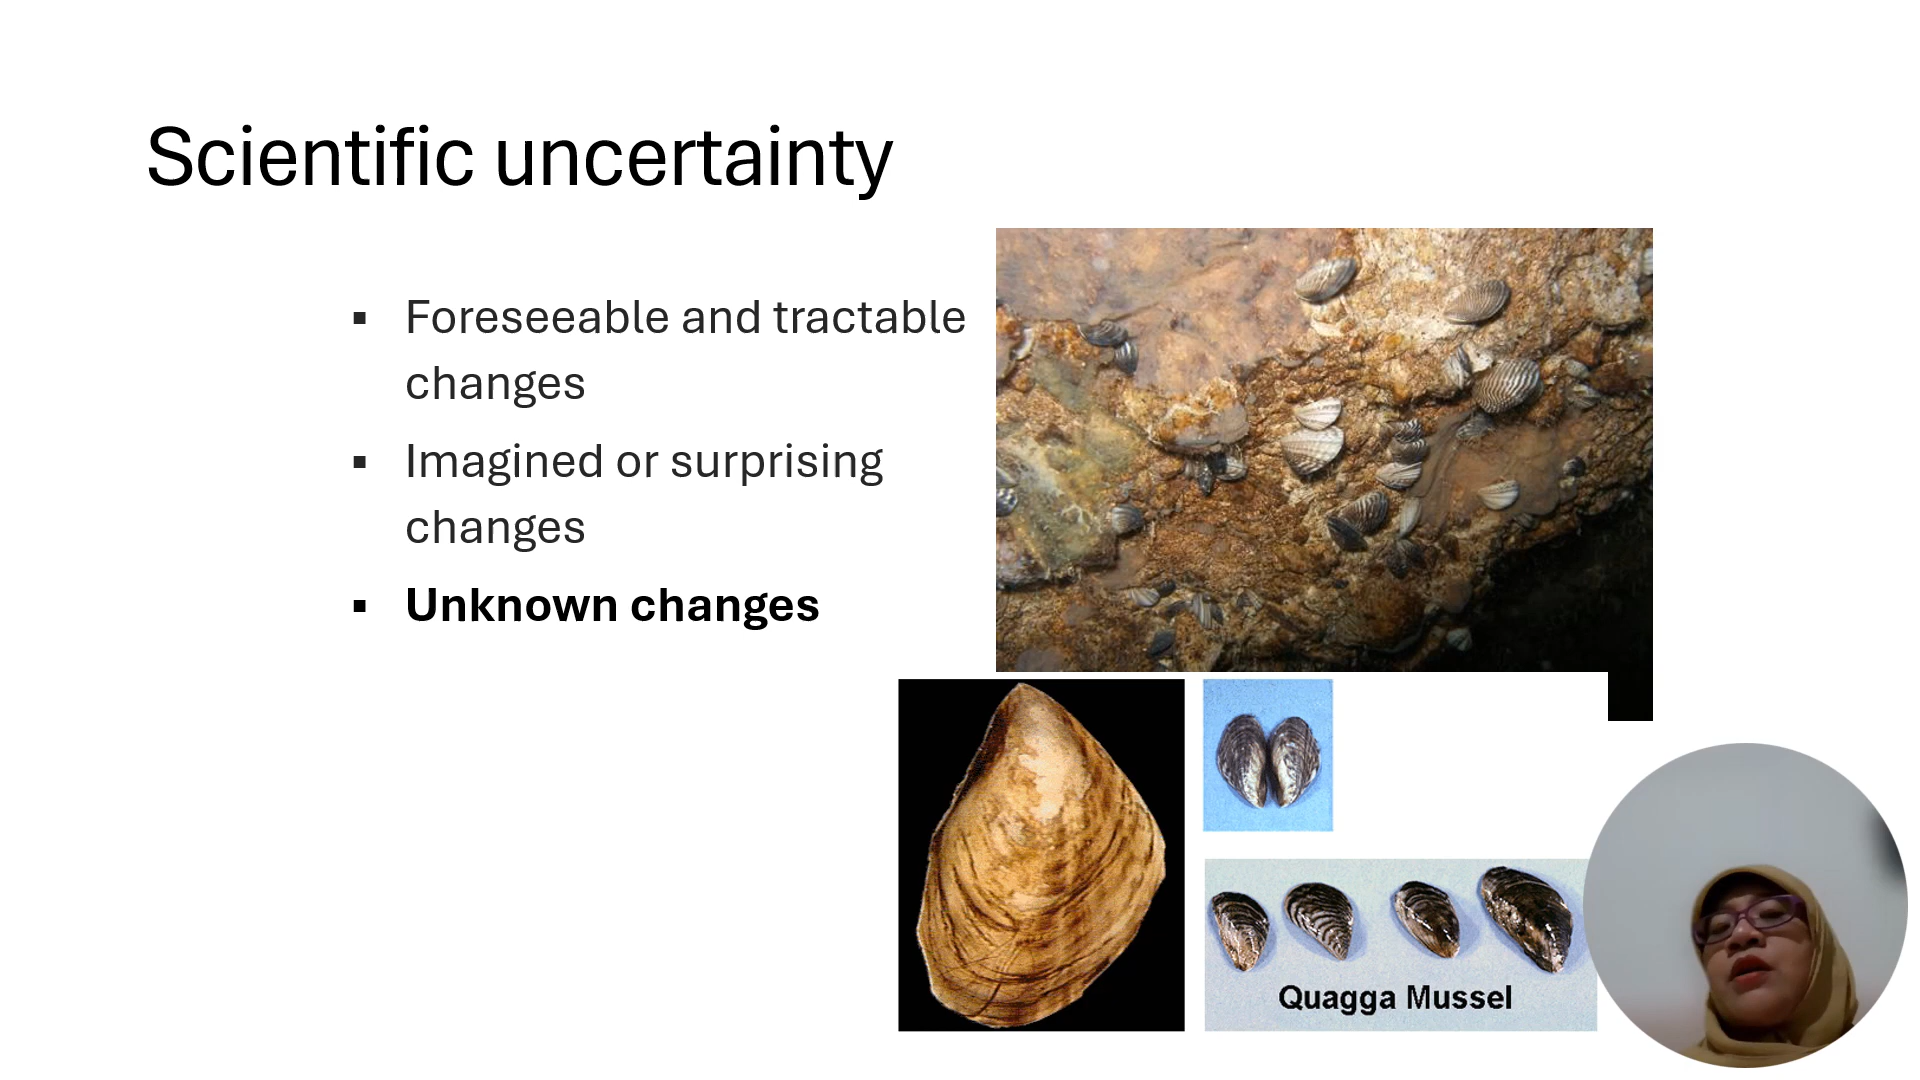 Scientific uncertainty
▪ Foreseeable and tractable
changes
▪ Imagined or surprising
changes
▪ Unknown changes
Quagga Mussel